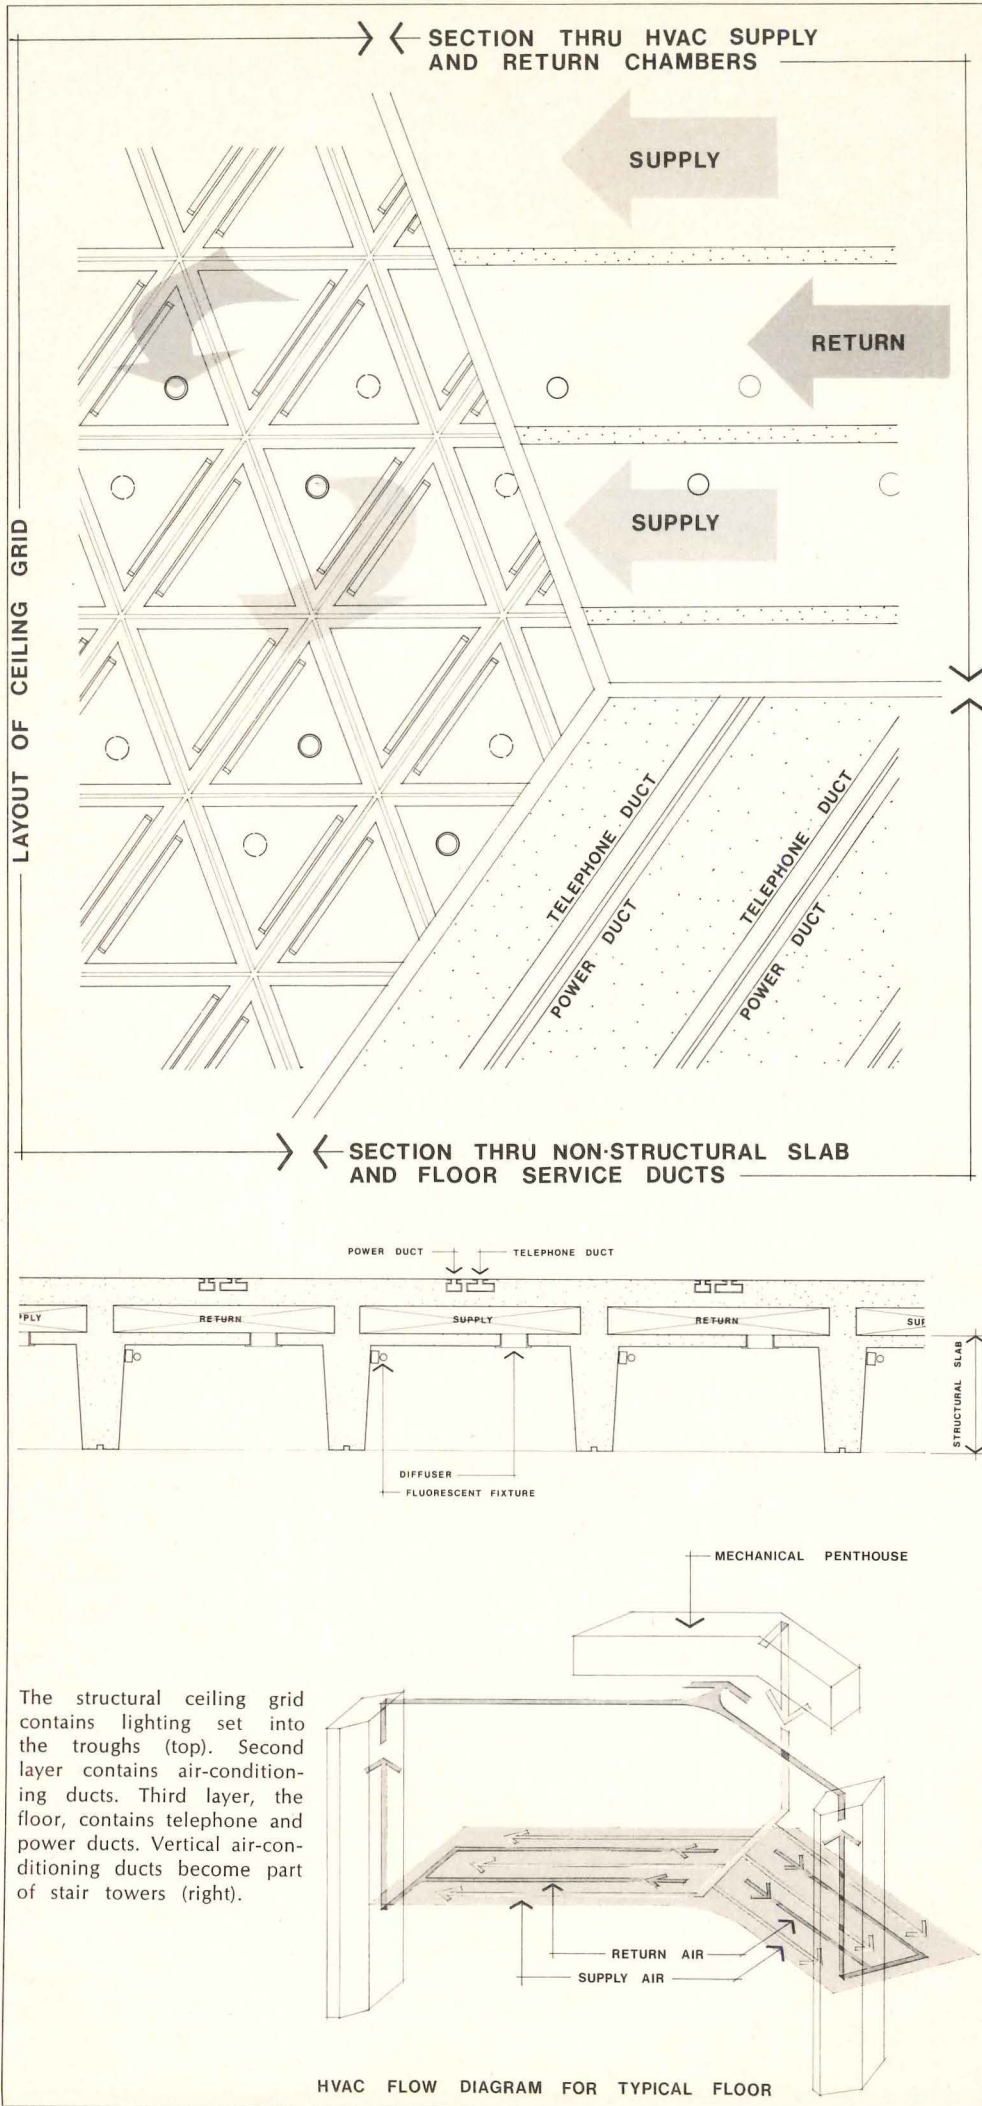 SECTION THRU HVAC SUPPLY
AND RETURN CHAMBERS
SUPPLY
RETURN
SUPPLY
LAYOUT OF CEILING GRID
TELEPHONE DUCT
POWER DUCT
TELEPHONE DUCT
POWER DUCT
SECTION THRU NON-STRUCTURAL SLAB
AND FLOOR SERVICE DUCTS
POWER DUCT
TELEPHONE DUCT
PPLY
RETURN
SUPPLY
RETURN
SUF
STRUCTURAL SLAB
DIFFUSER
FLUORESCENT FIXTURE
MECHANICAL PENTHOUSE
The structural ceiling grid
contains lighting set into
the troughs (top). Second
layer contains air-condition-
ing ducts. Third layer, the
floor, contains telephone and
power ducts. Vertical air-con-
ditioning ducts become part
of stair towers (right).
RETURN AIR
SUPPLY AIR
HVAC FLOW DIAGRAM FOR TYPICAL FLOOR